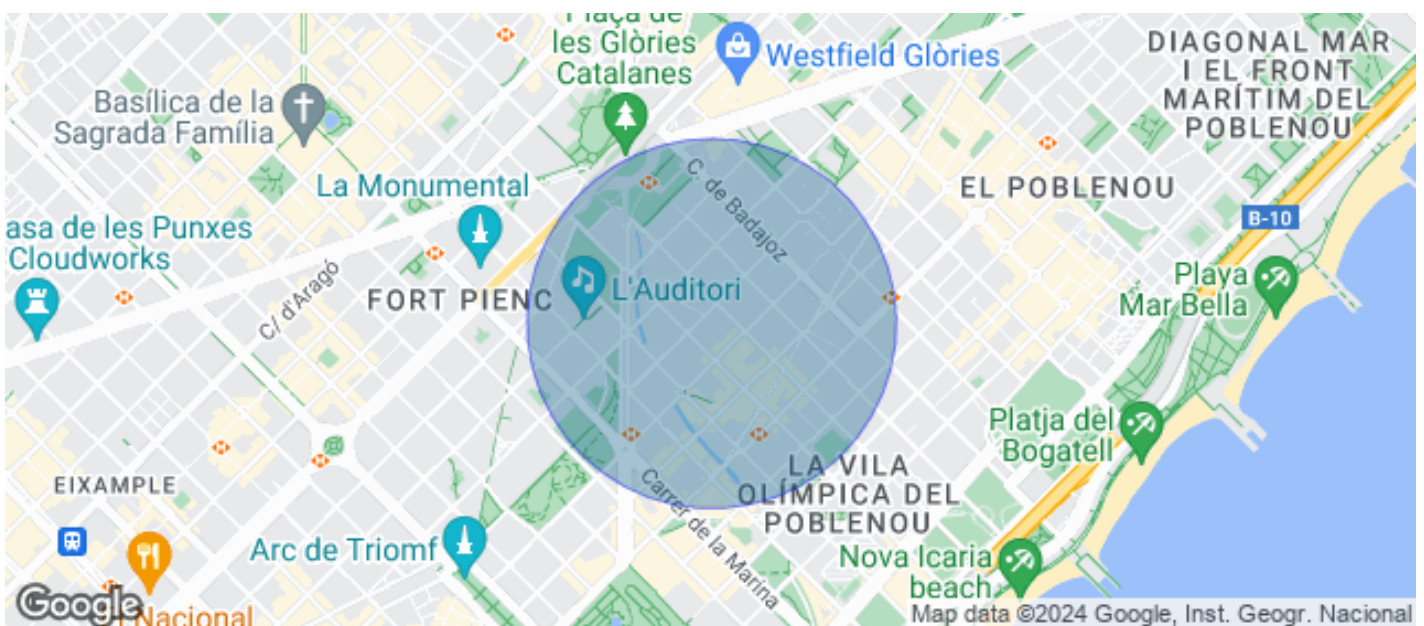 Plaça de
les Glòries
Catalanes
Westfield Glòries
DIAGONAL MAR
I EL FRONT
MARÍTIM DEL
POBLENOU
Basílica de la
Sagrada Família
La Monumental
C. de Badajoz
EL POBLENOU
B-10
asa de les Punxes
Cloudworks
C/ d'Aragó
FORT PIENC
L'Auditori
Playa
Mar Bella
Platja del
Bogatell
EIXAMPLE
LA VILA
OLÍMPICA DEL
POBLENOU
Carrer de la Marina
Arc de Triomf
Nova Icaria
beach
Google
Nacional
Map data ©2024 Google, Inst. Geogr. Nacional